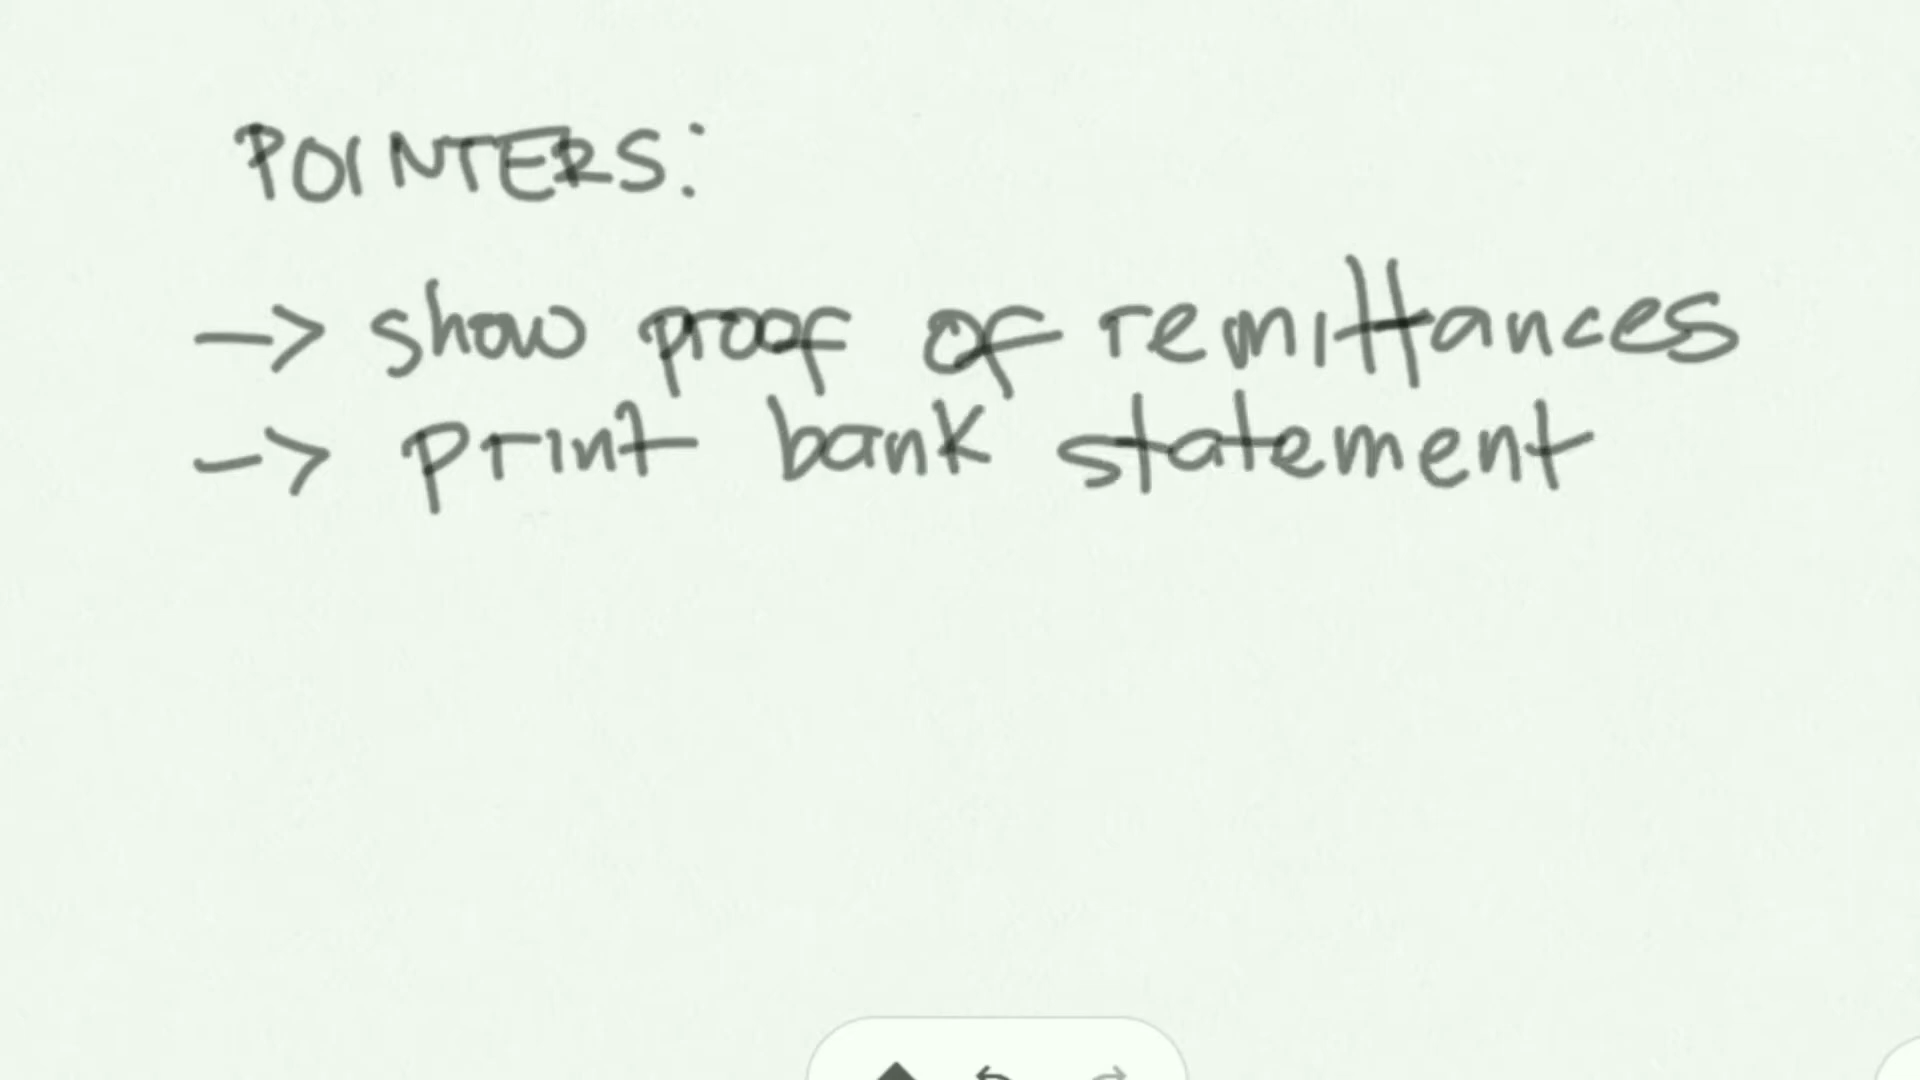 POINTERS:
→ show proof of remittances
→ print bank statement